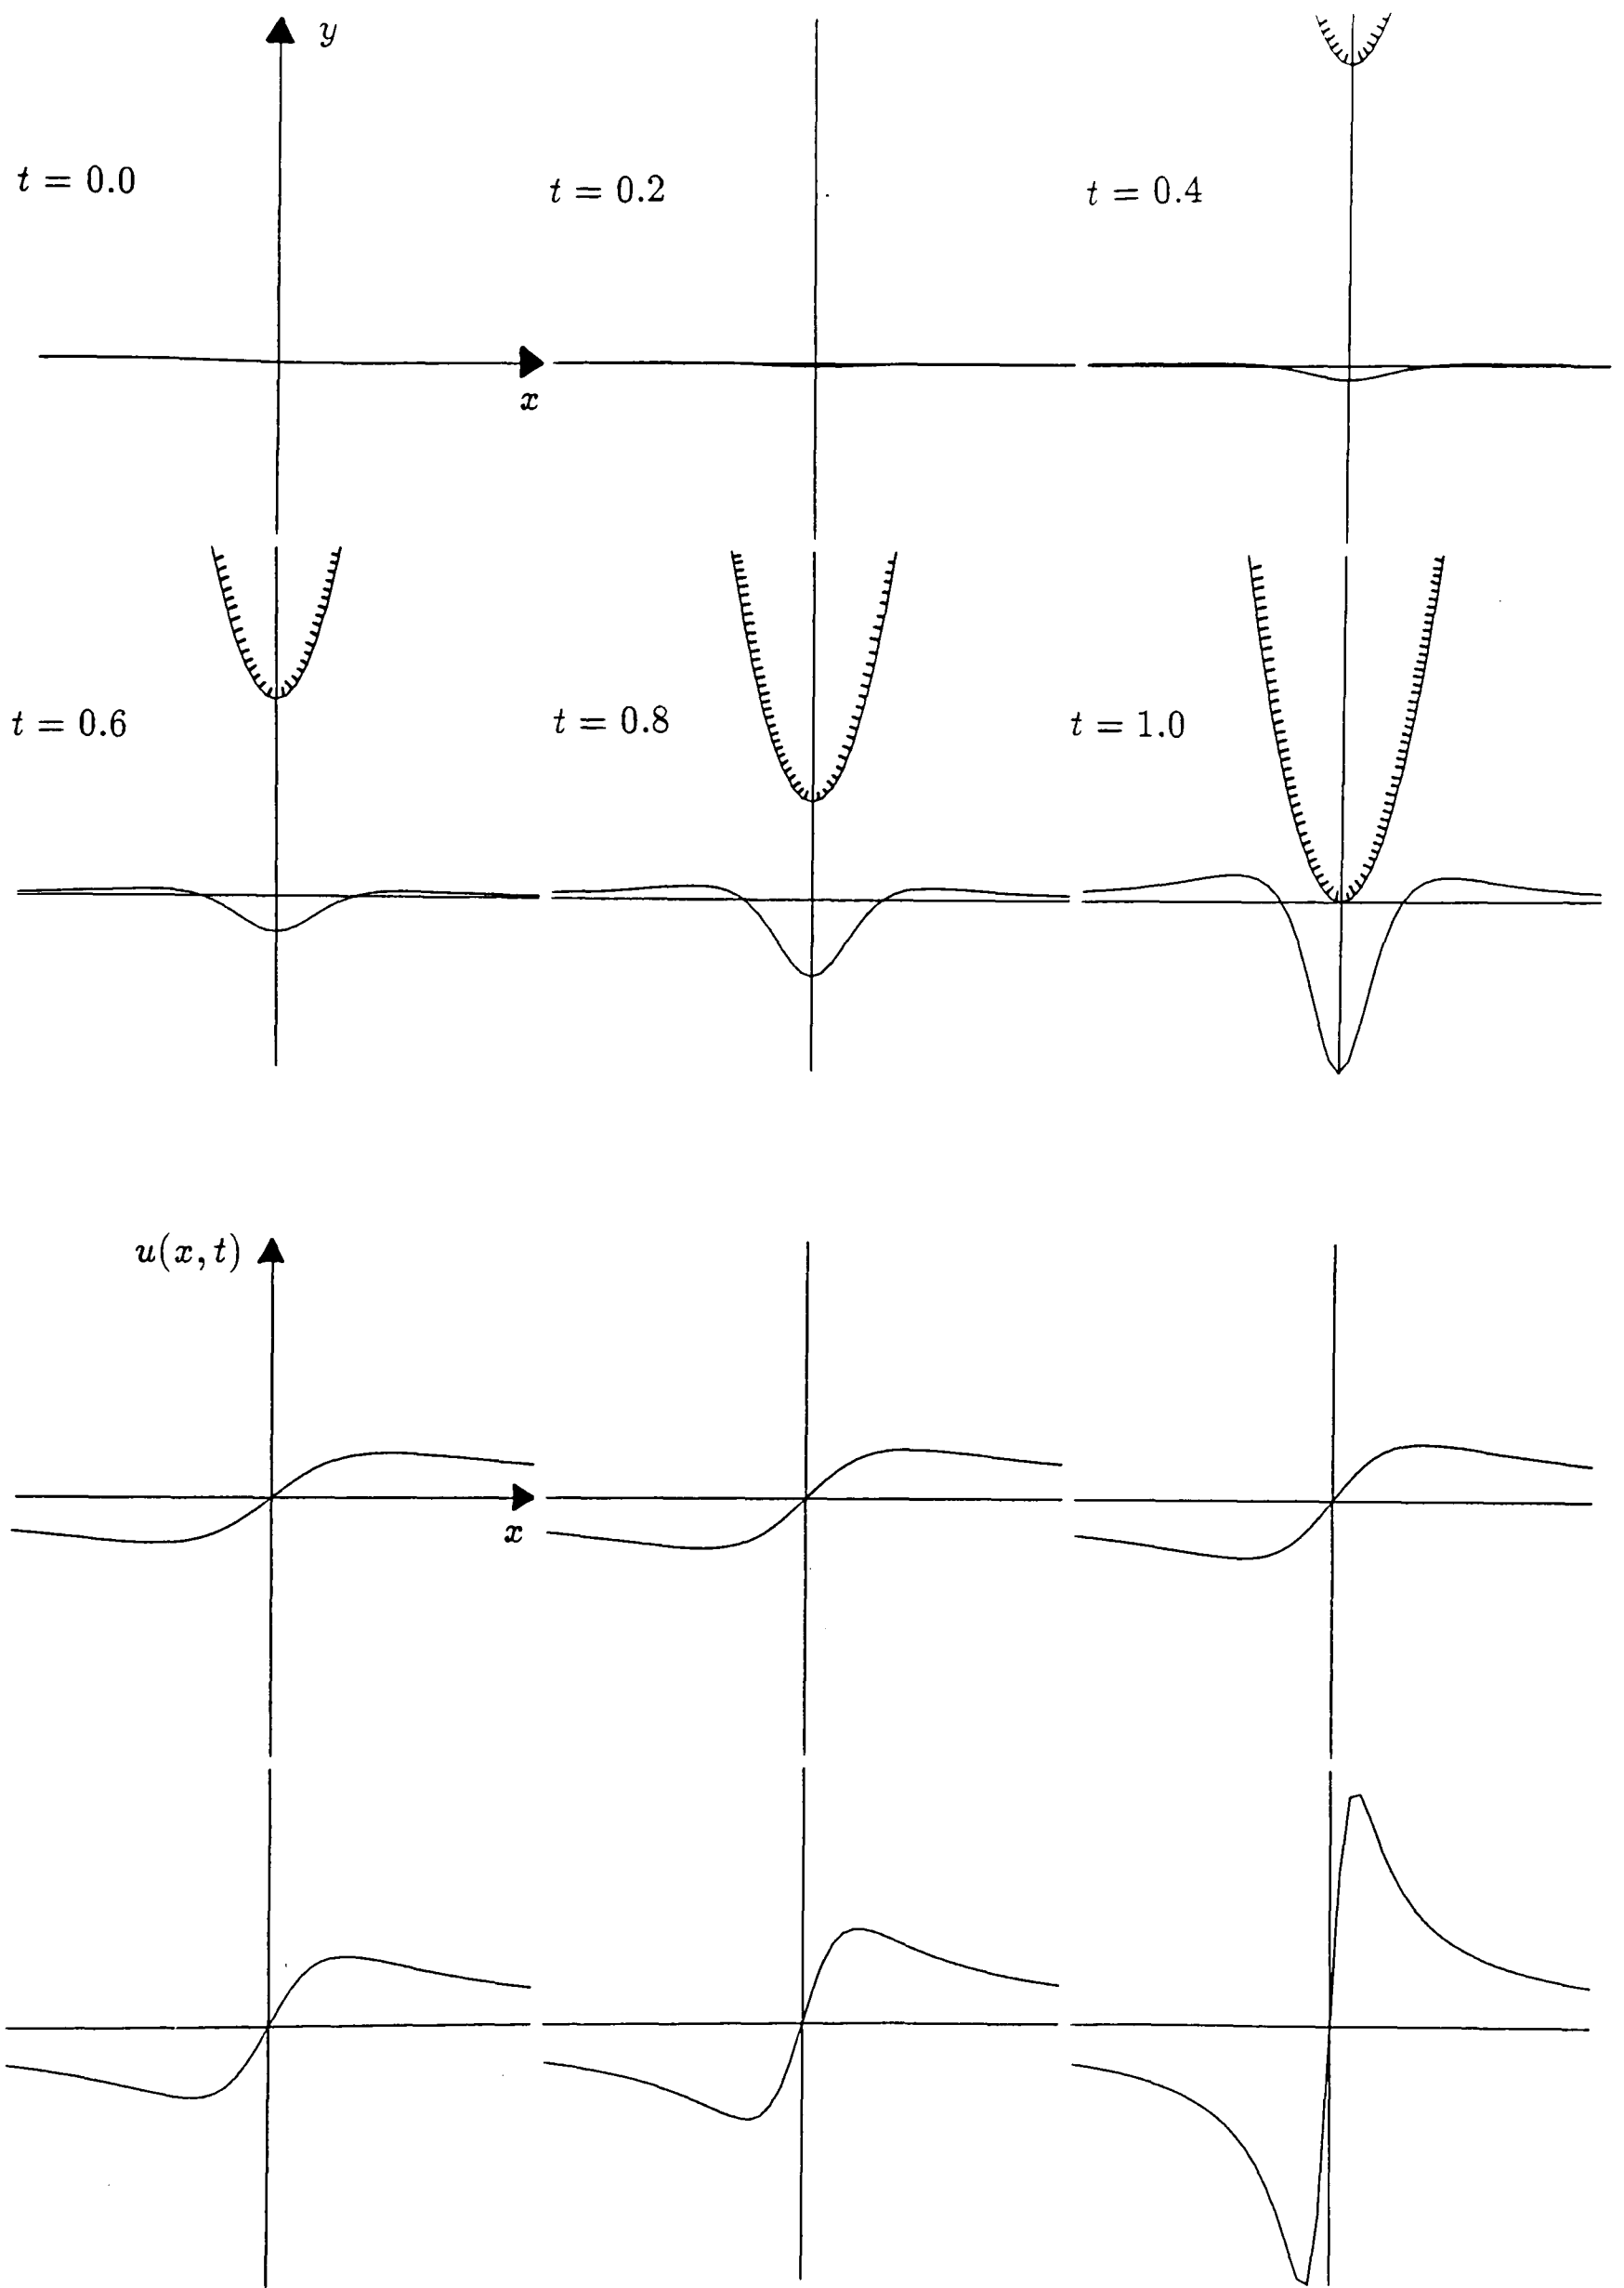 y
t = 0.0
t = 0.2
t = 0.4
x
t = 0.6
t = 0.8
t = 1.0
u(x, t)
x